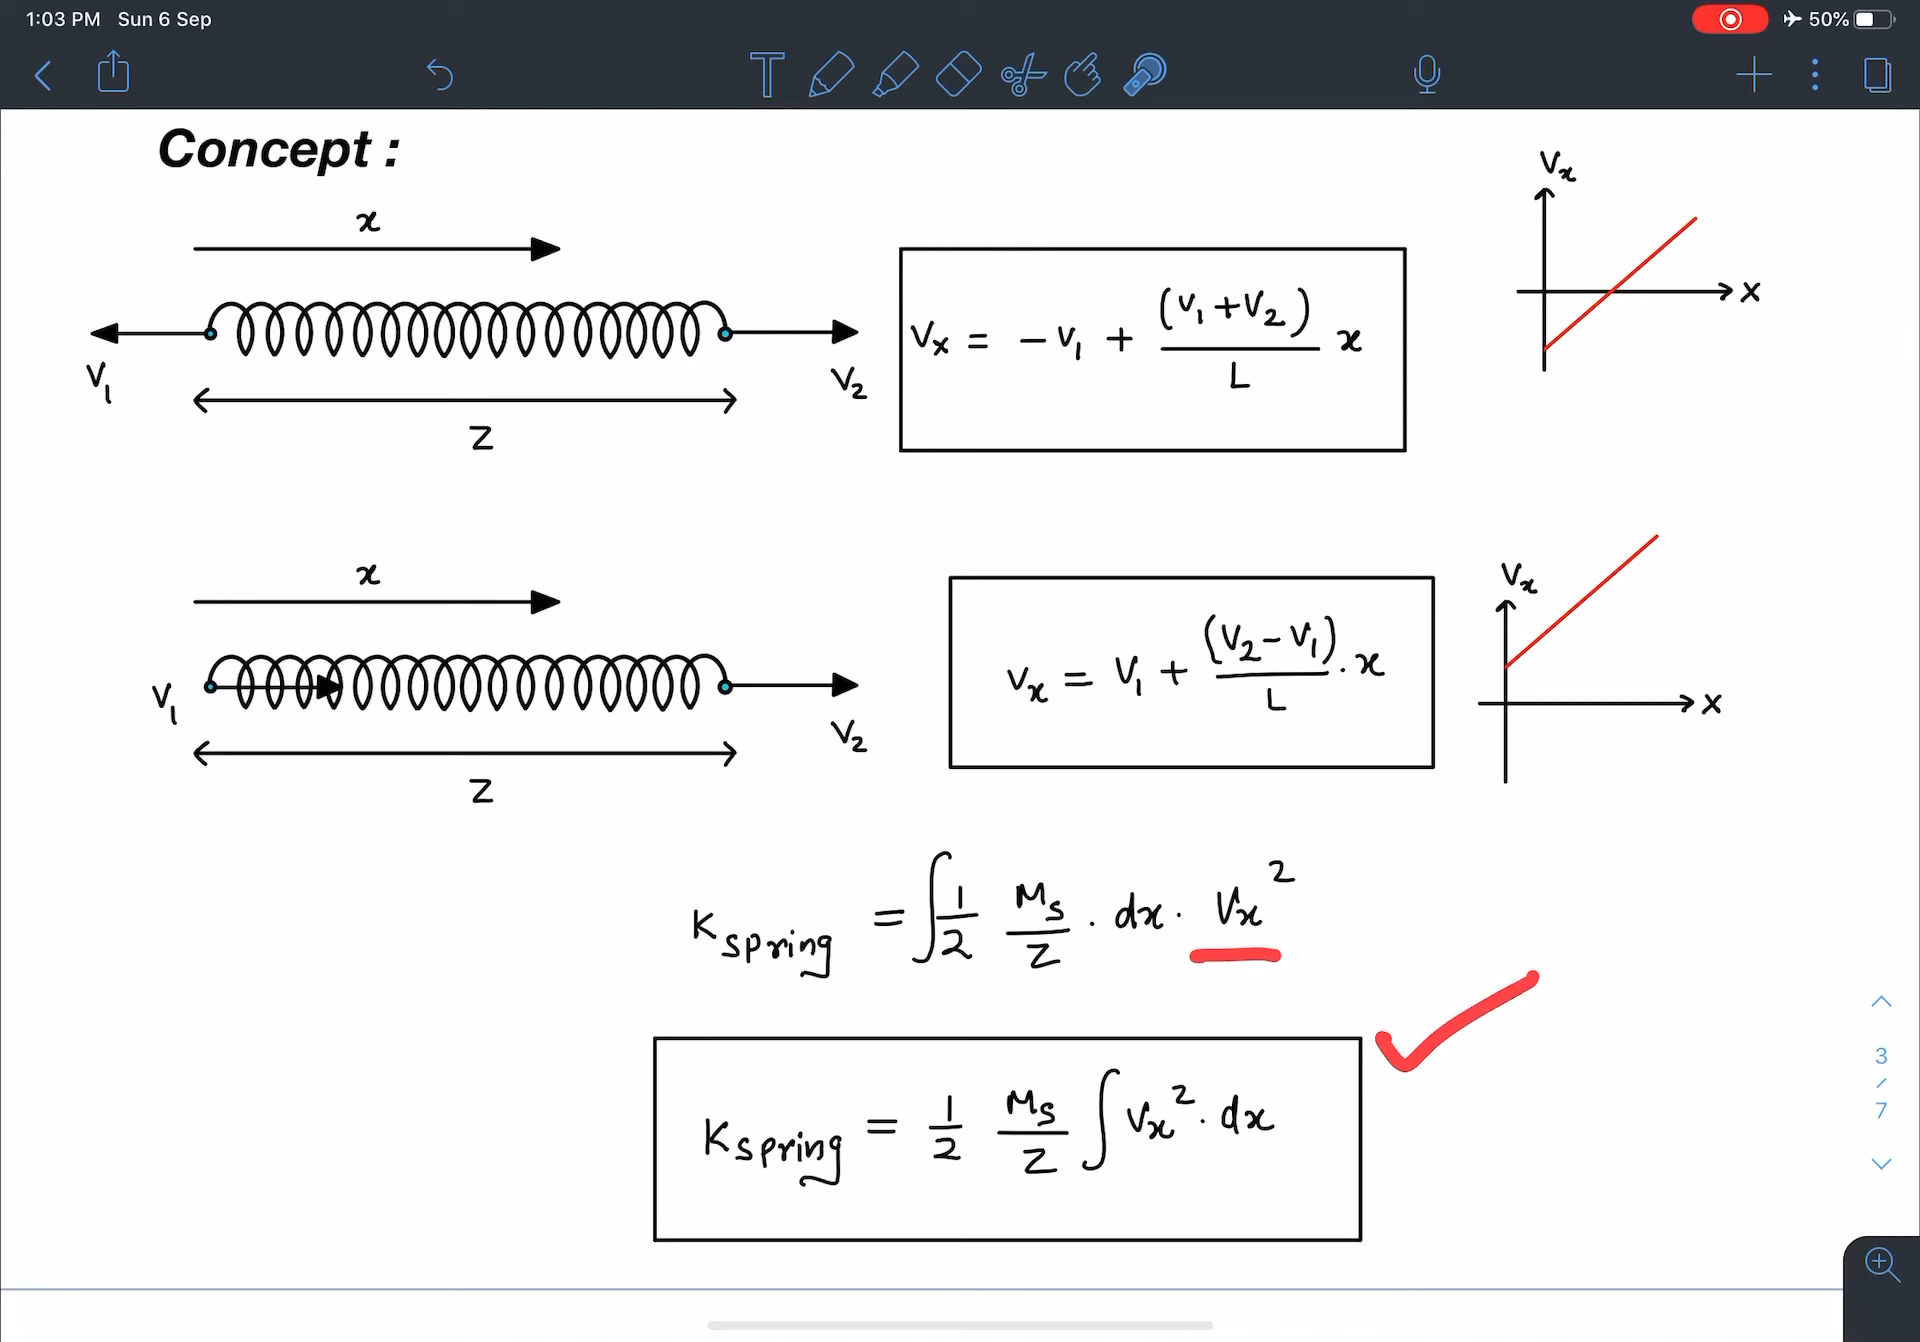 1:03 PM Sun 6 Sep
50%
T
Concept :
x
V₁
V₂
Z
Vx = -V₁ + (V₁+V₂)/L x
Vx
x
x
V₁
V₂
Z
Vx = V₁ + (V₂-V₁)/L . x
Vx
x
Kspring = ∫ 1/2 Ms/Z . dx . Vx²
Kspring = 1/2 Ms/Z ∫ Vx² . dx
3
/
7